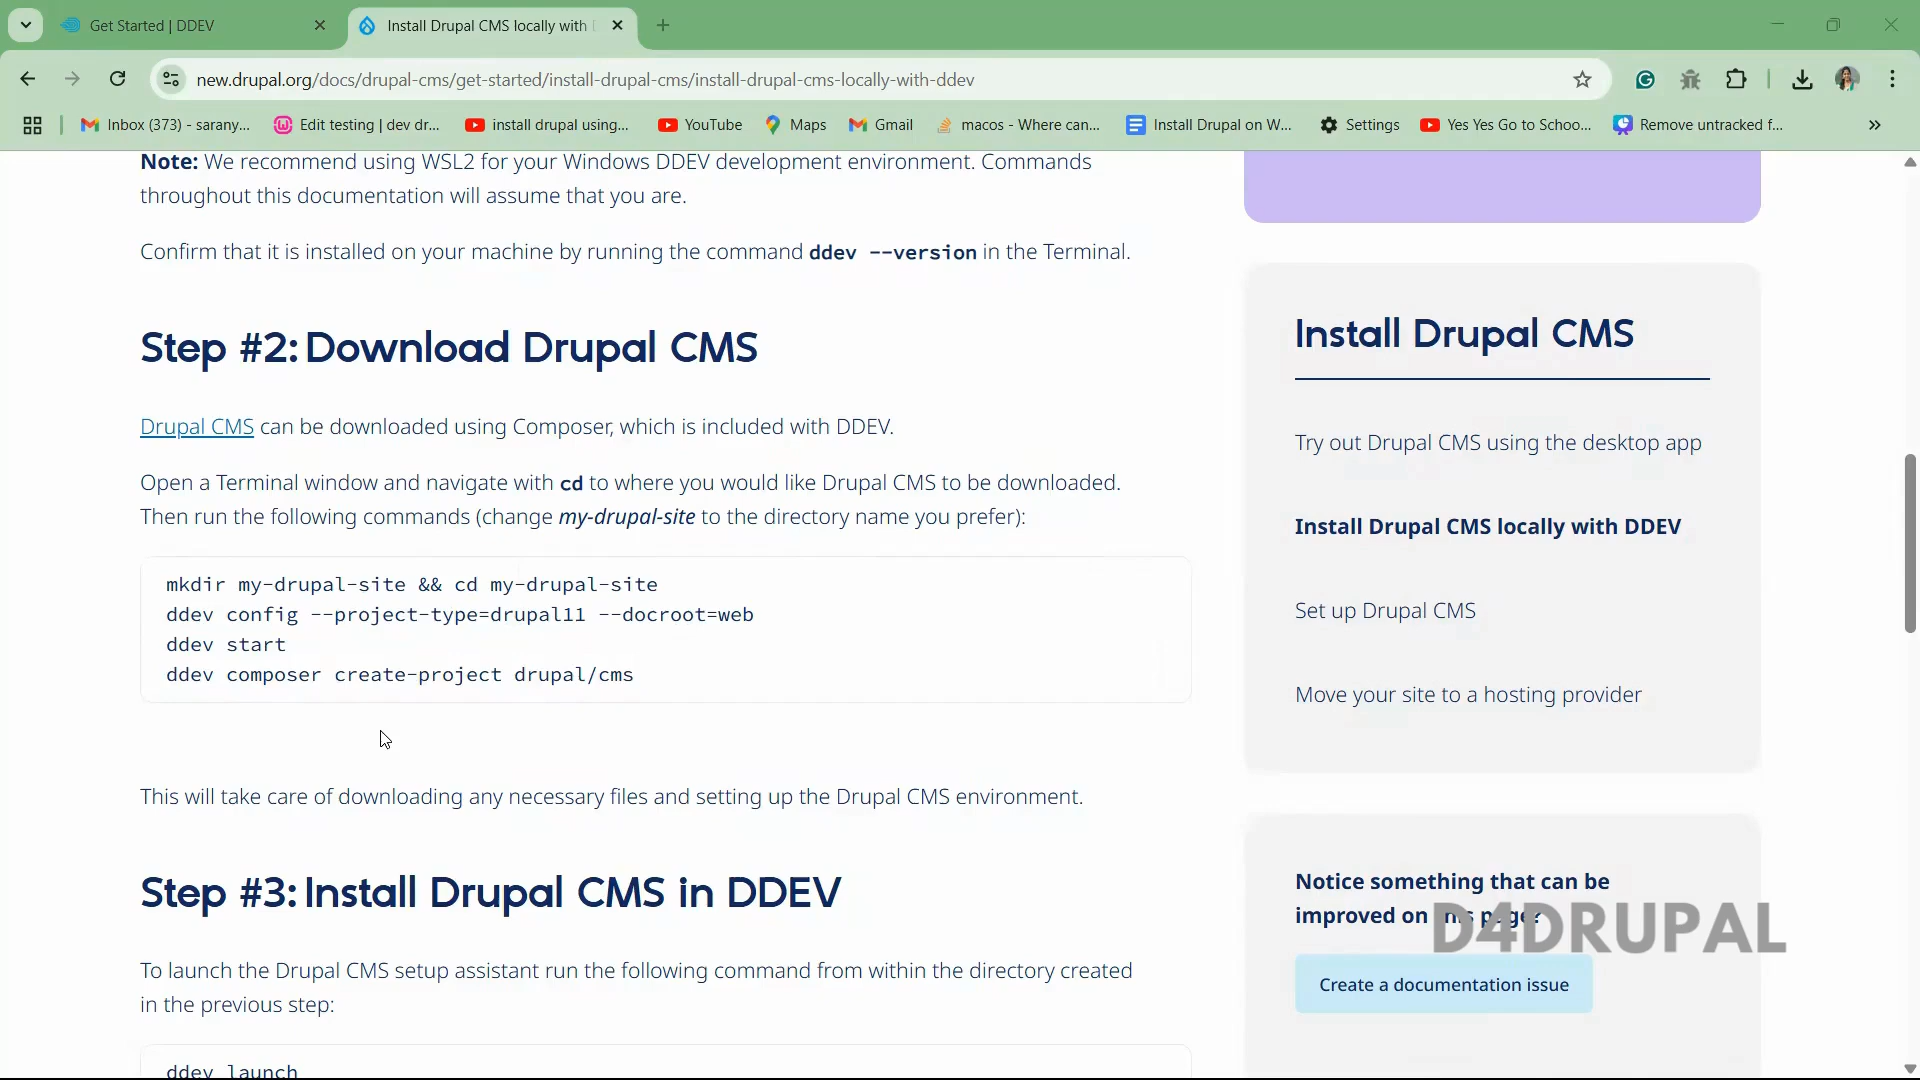 Get Started | DDEV
Install Drupal CMS locally with
new.drupal.org/docs/drupal-cms/get-started/install-drupal-cms/install-drupal-cms-locally-with-ddev
Inbox (373) - sarany...
Edit testing | dev dr...
install drupal using...
YouTube
Maps
Gmail
macos - Where can...
Install Drupal on W...
Settings
Yes Yes Go to Schoo...
Remove untracked f...
Note: We recommend using WSL2 for your Windows DDEV development environment. Commands
throughout this documentation will assume that you are.
Confirm that it is installed on your machine by running the command ddev --version in the Terminal.
Step #2: Download Drupal CMS
Drupal CMS can be downloaded using Composer, which is included with DDEV.
Open a Terminal window and navigate with cd to where you would like Drupal CMS to be downloaded.
Then run the following commands (change my-drupal-site to the directory name you prefer):
mkdir my-drupal-site && cd my-drupal-site
ddev config --project-type=drupal11 --docroot=web
ddev start
ddev composer create-project drupal/cms
This will take care of downloading any necessary files and setting up the Drupal CMS environment.
Step #3: Install Drupal CMS in DDEV
To launch the Drupal CMS setup assistant run the following command from within the directory created
in the previous step:
ddev launch
Install Drupal CMS
Try out Drupal CMS using the desktop app
Install Drupal CMS locally with DDEV
Set up Drupal CMS
Move your site to a hosting provider
Notice something that can be
improved on this page?
D4DRUPAL
Create a documentation issue